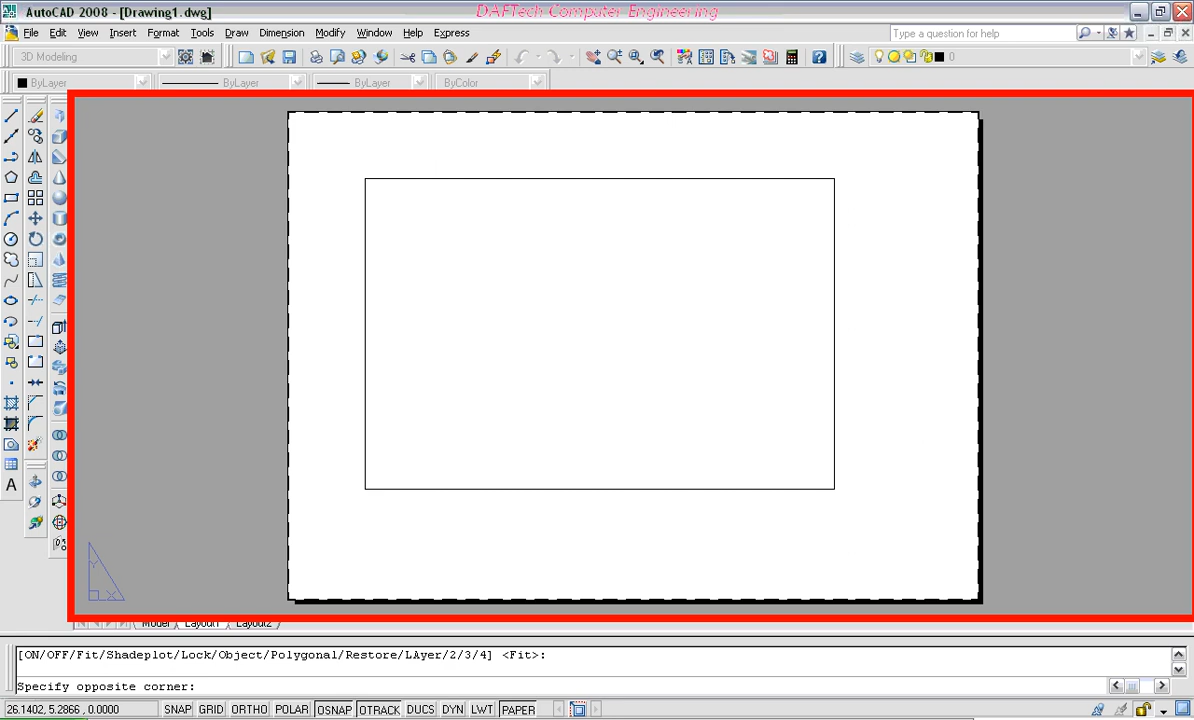 AutoCAD 2008 - [Drawing1.dwg]
DAFTech Computer Engineering
File Edit View Insert Format Tools Draw Dimension Modify Window Help Express
Type a question for help
3D Modeling
0
ByLayer
ByLayer
ByLayer
ByColor
A
Y
X
Model Layout1 Layout2
[ON/OFF/Fit/Shadeplot/Lock/Object/Polygonal/Restore/LAyer/2/3/4] <Fit>:
Specify opposite corner:
26.1402, 5.2866 , 0.0000 SNAP GRID ORTHO POLAR OSNAP OTRACK DUCS DYN LWT PAPER